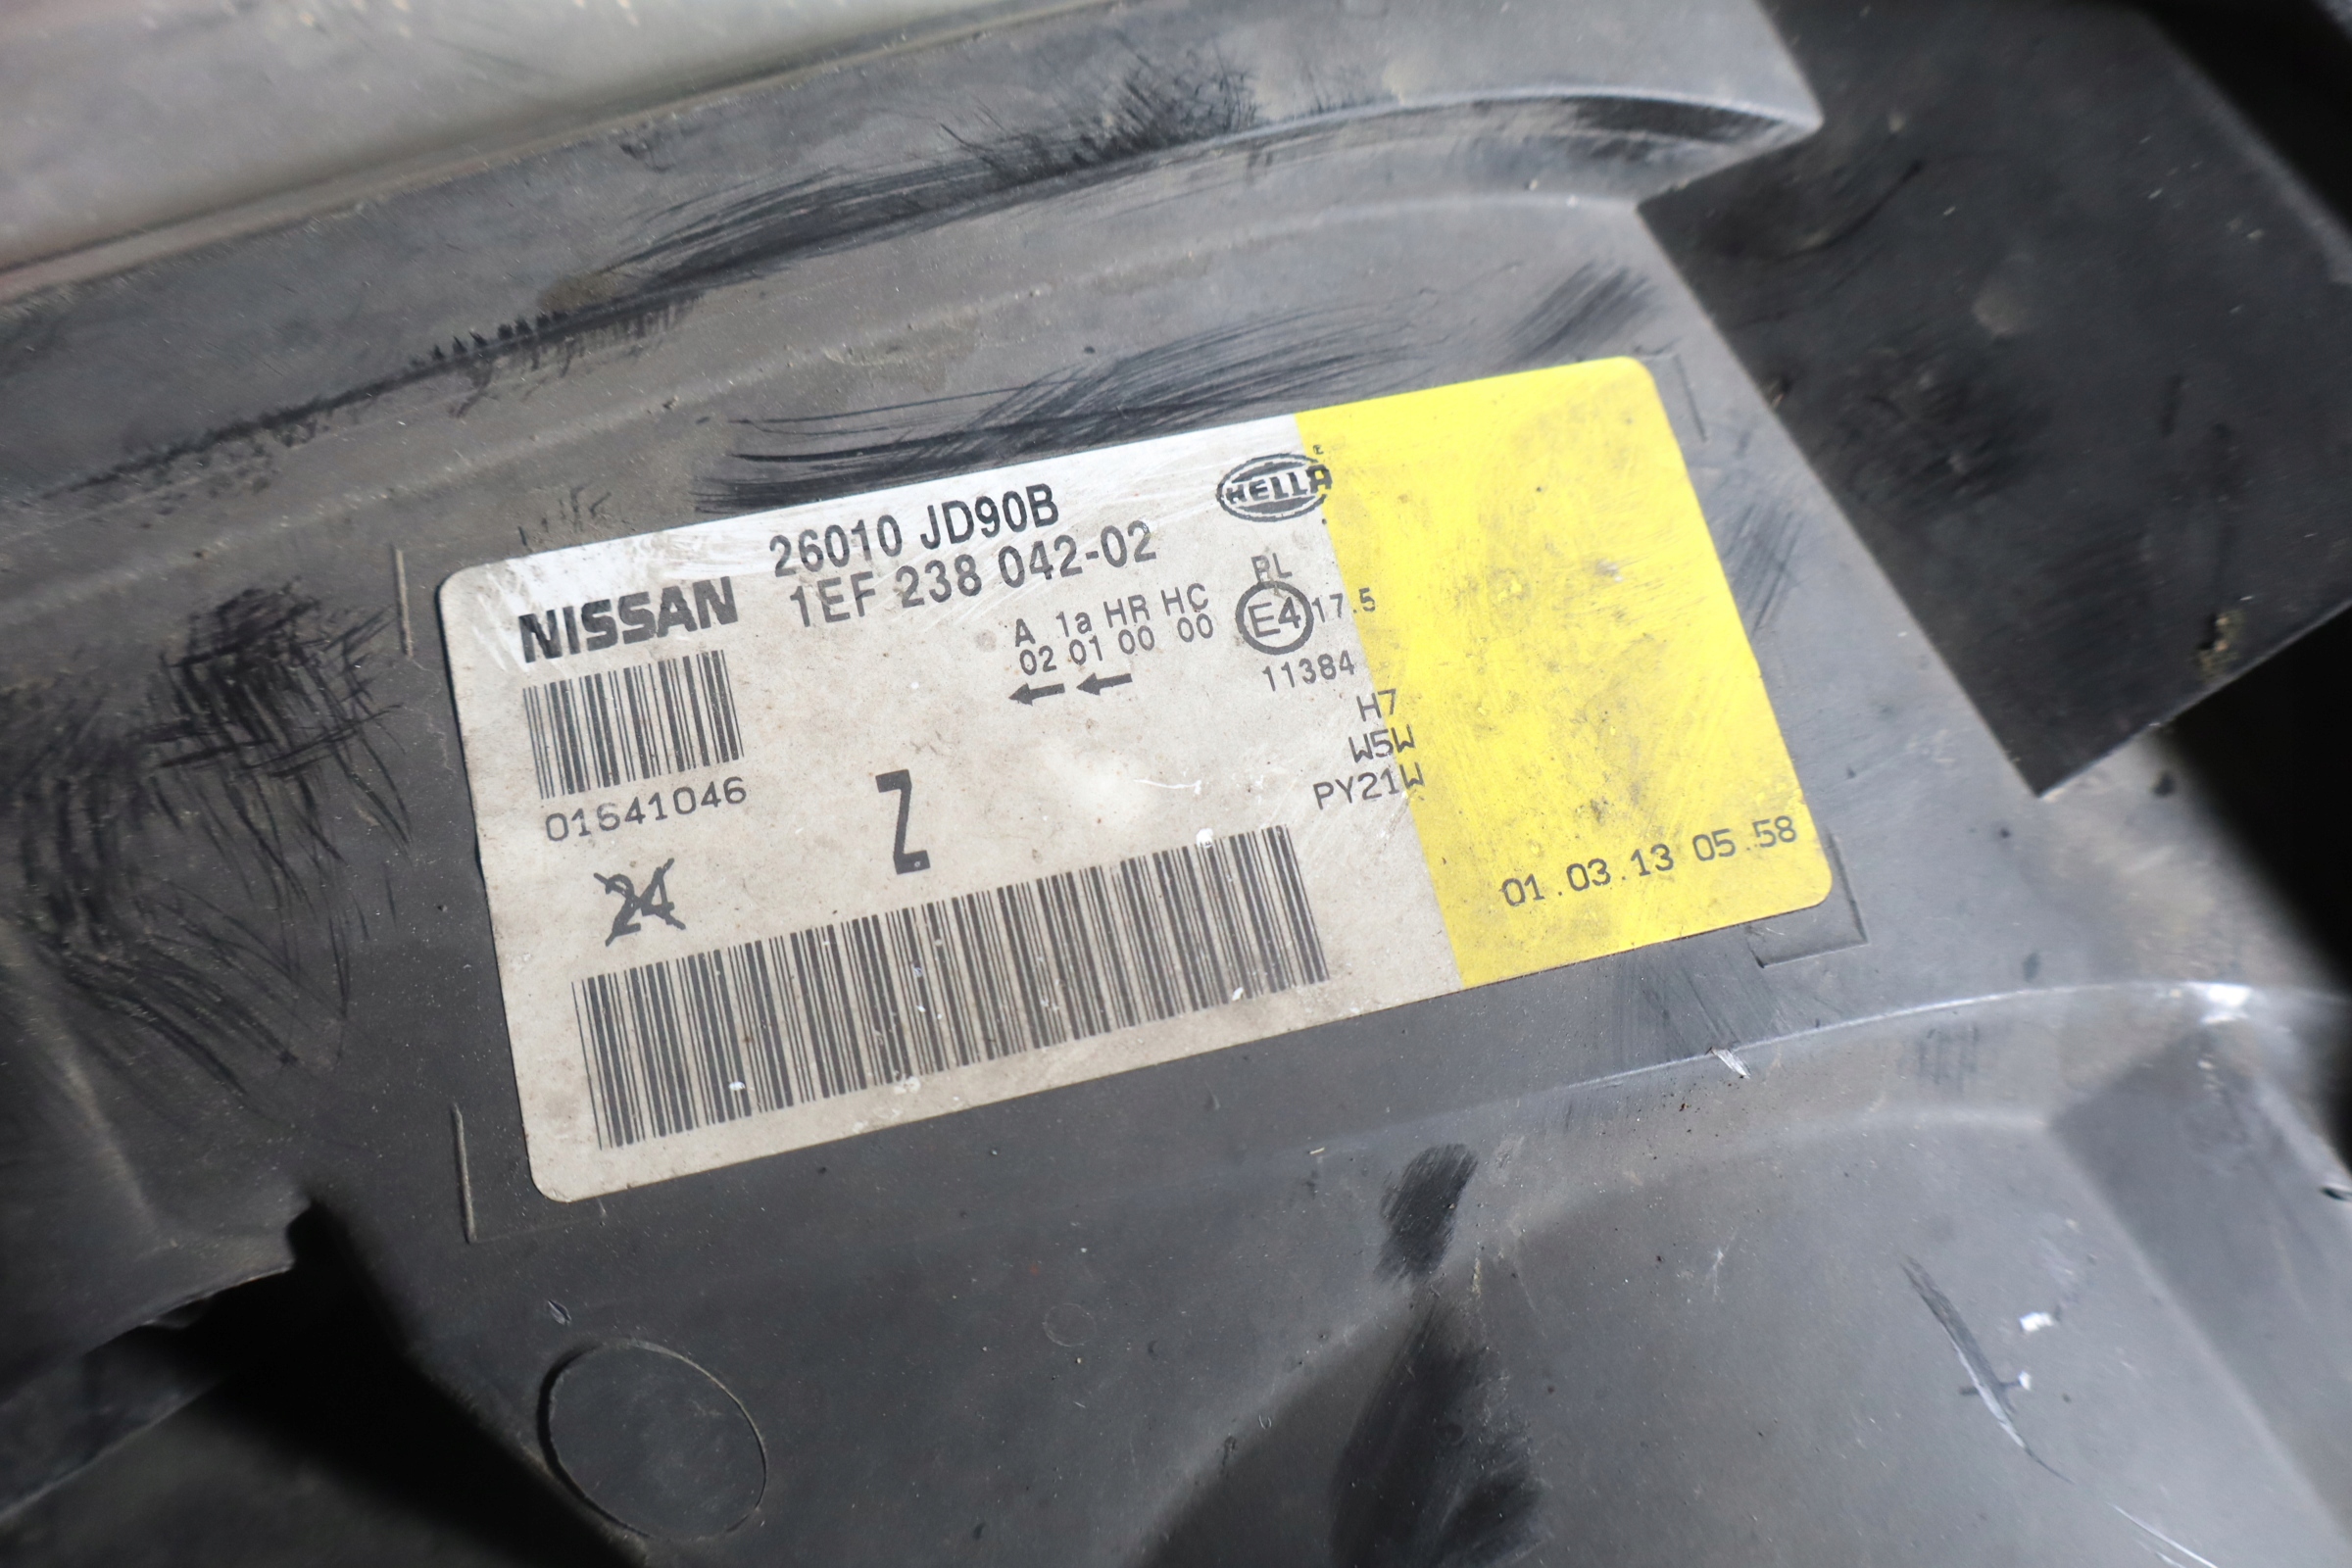 26010 JD90B
1EF 238 042-02
HELLA
NISSAN
A 1a HR HC
02 01 00 00
PL
E4 17.5
11384
H7
W5W
PY21W
01641046
24
Z
01.03.13 05.58